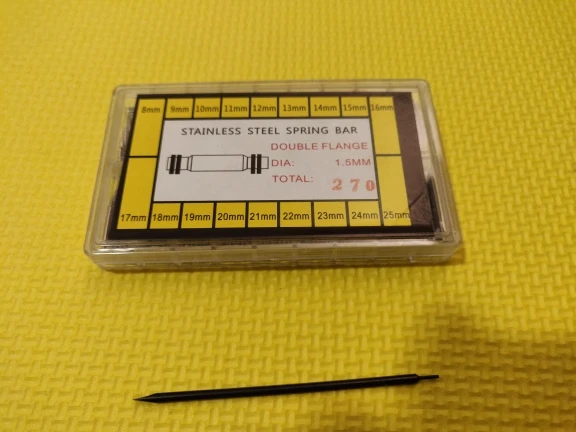 8mm 9mm 10mm 11mm 12mm 13mm 14mm 15mm 16mm
STAINLESS STEEL SPRING BAR
DOUBLE FLANGE
DIA: 1.5MM
TOTAL: 270
17mm 18mm 19mm 20mm 21mm 22mm 23mm 24mm 25mm